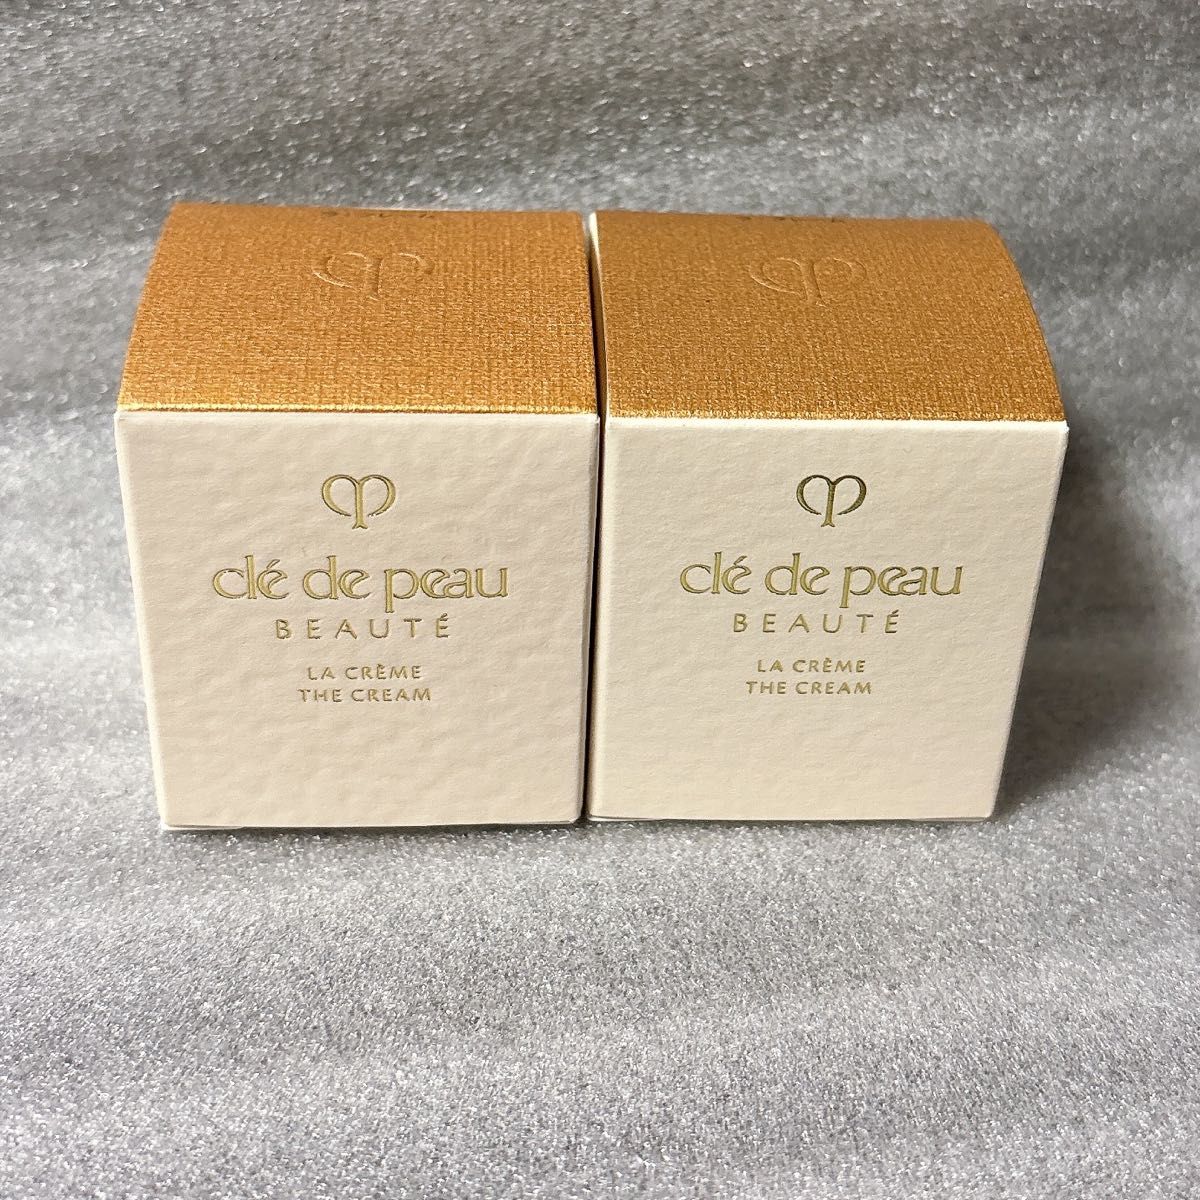 clé de peau
BEAUTÉ
LA CRÈME
THE CREAM
clé de peau
BEAUTÉ
LA CRÈME
THE CREAM